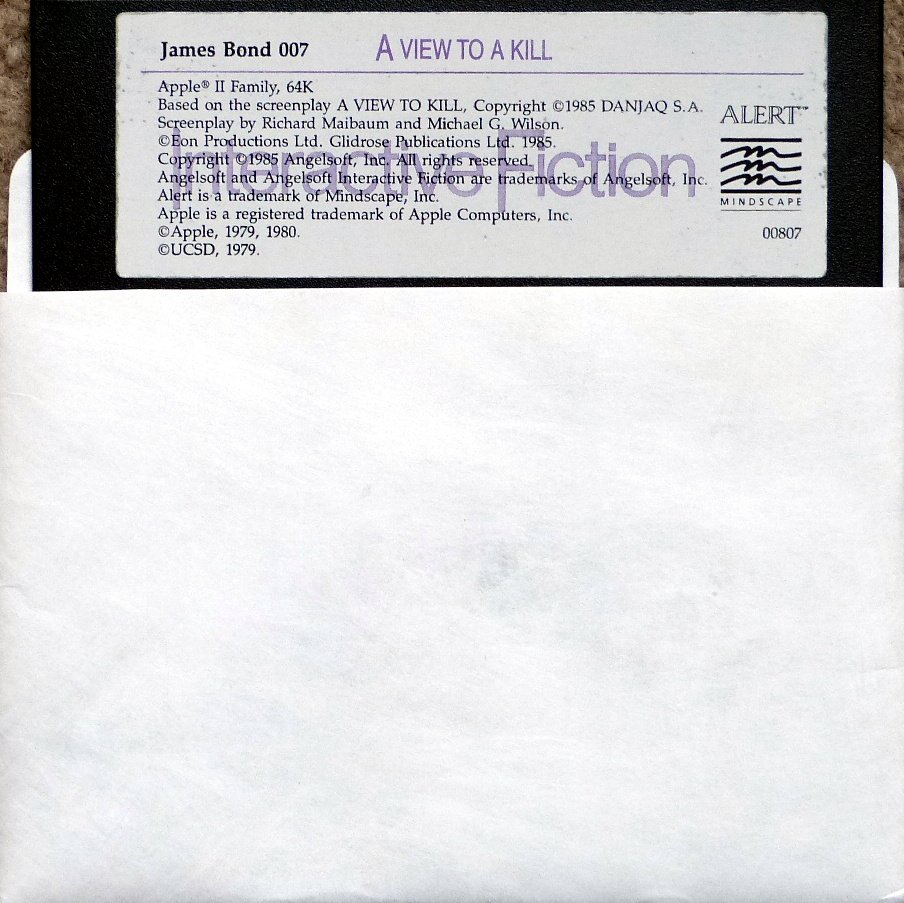 James Bond 007 A VIEW TO A KILL
Apple® II Family, 64K
Based on the screenplay A VIEW TO KILL, Copyright ©1985 DANJAQ S.A.
Screenplay by Richard Maibaum and Michael G. Wilson.
©Eon Productions Ltd. Glidrose Publications Ltd. 1985.
Copyright ©1985 Angelsoft, Inc. All rights reserved.
Angelsoft and Angelsoft Interactive Fiction are trademarks of Angelsoft, Inc.
Alert is a trademark of Mindscape, Inc.
Apple is a registered trademark of Apple Computers, Inc.
©Apple, 1979, 1980.
©UCSD, 1979.
Interactive Fiction
ALERT™
MINDSCAPE
00807